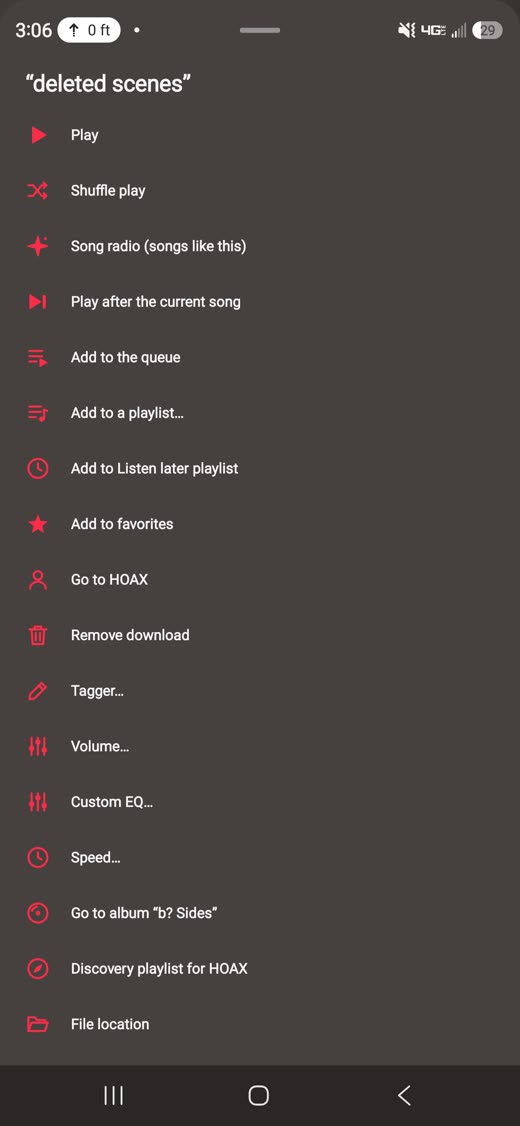 3:06 0 ft 4G 29
“deleted scenes”
Play
Shuffle play
Song radio (songs like this)
Play after the current song
Add to the queue
Add to a playlist…
Add to Listen later playlist
Add to favorites
Go to HOAX
Remove download
Tagger…
Volume…
Custom EQ…
Speed…
Go to album “b? Sides”
Discovery playlist for HOAX
File location